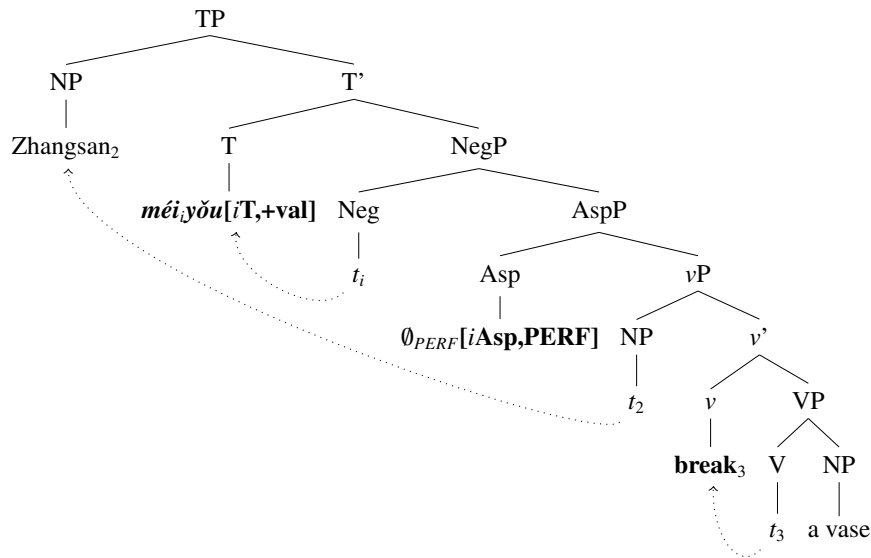 TP
NP T’
Zhangsan₂ T NegP
méiᵢyǒu[iT,+val] Neg AspP
tᵢ Asp vP
∅PERF[iAsp,PERF] NP v’
t₂ v VP
break₃ V NP
t₃ a vase